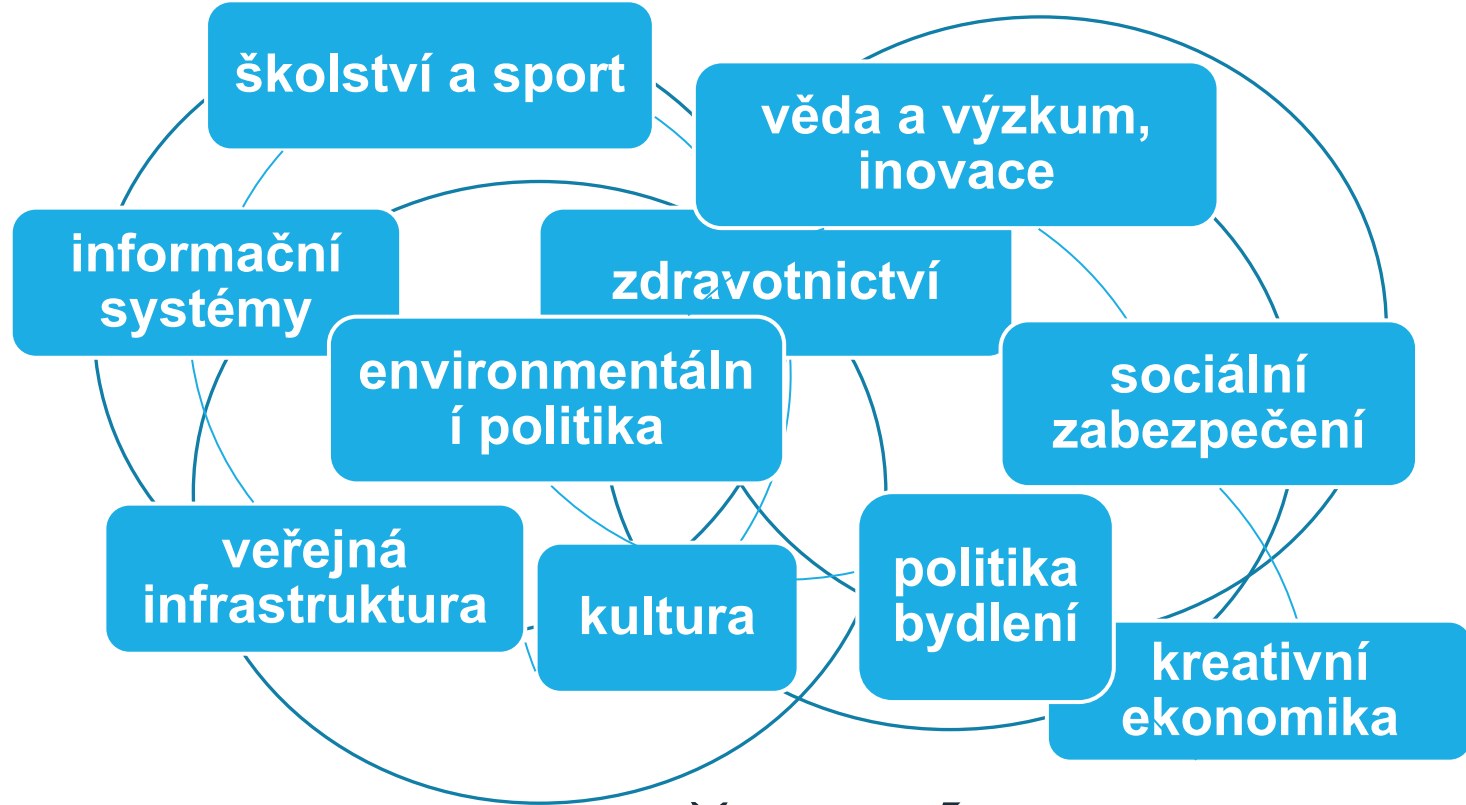 školství a sport
věda a výzkum,
inovace
informační
systémy
zdravotnictví
environmentáln
í politika
sociální
zabezpečení
veřejná
infrastruktura
kultura
politika
bydlení
kreativní
ekonomika